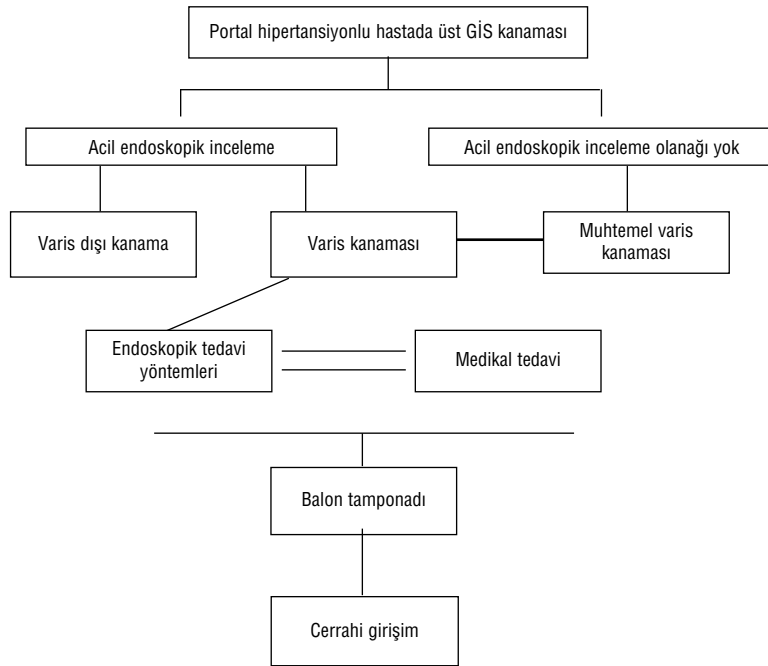 Portal hipertansiyonlu hastada üst GİS kanaması
Acil endoskopik inceleme
Acil endoskopik inceleme olanağı yok
Varis dışı kanama
Varis kanaması
Muhtemel varis
kanaması
Endoskopik tedavi
yöntemleri
Medikal tedavi
Balon tamponadı
Cerrahi girişim